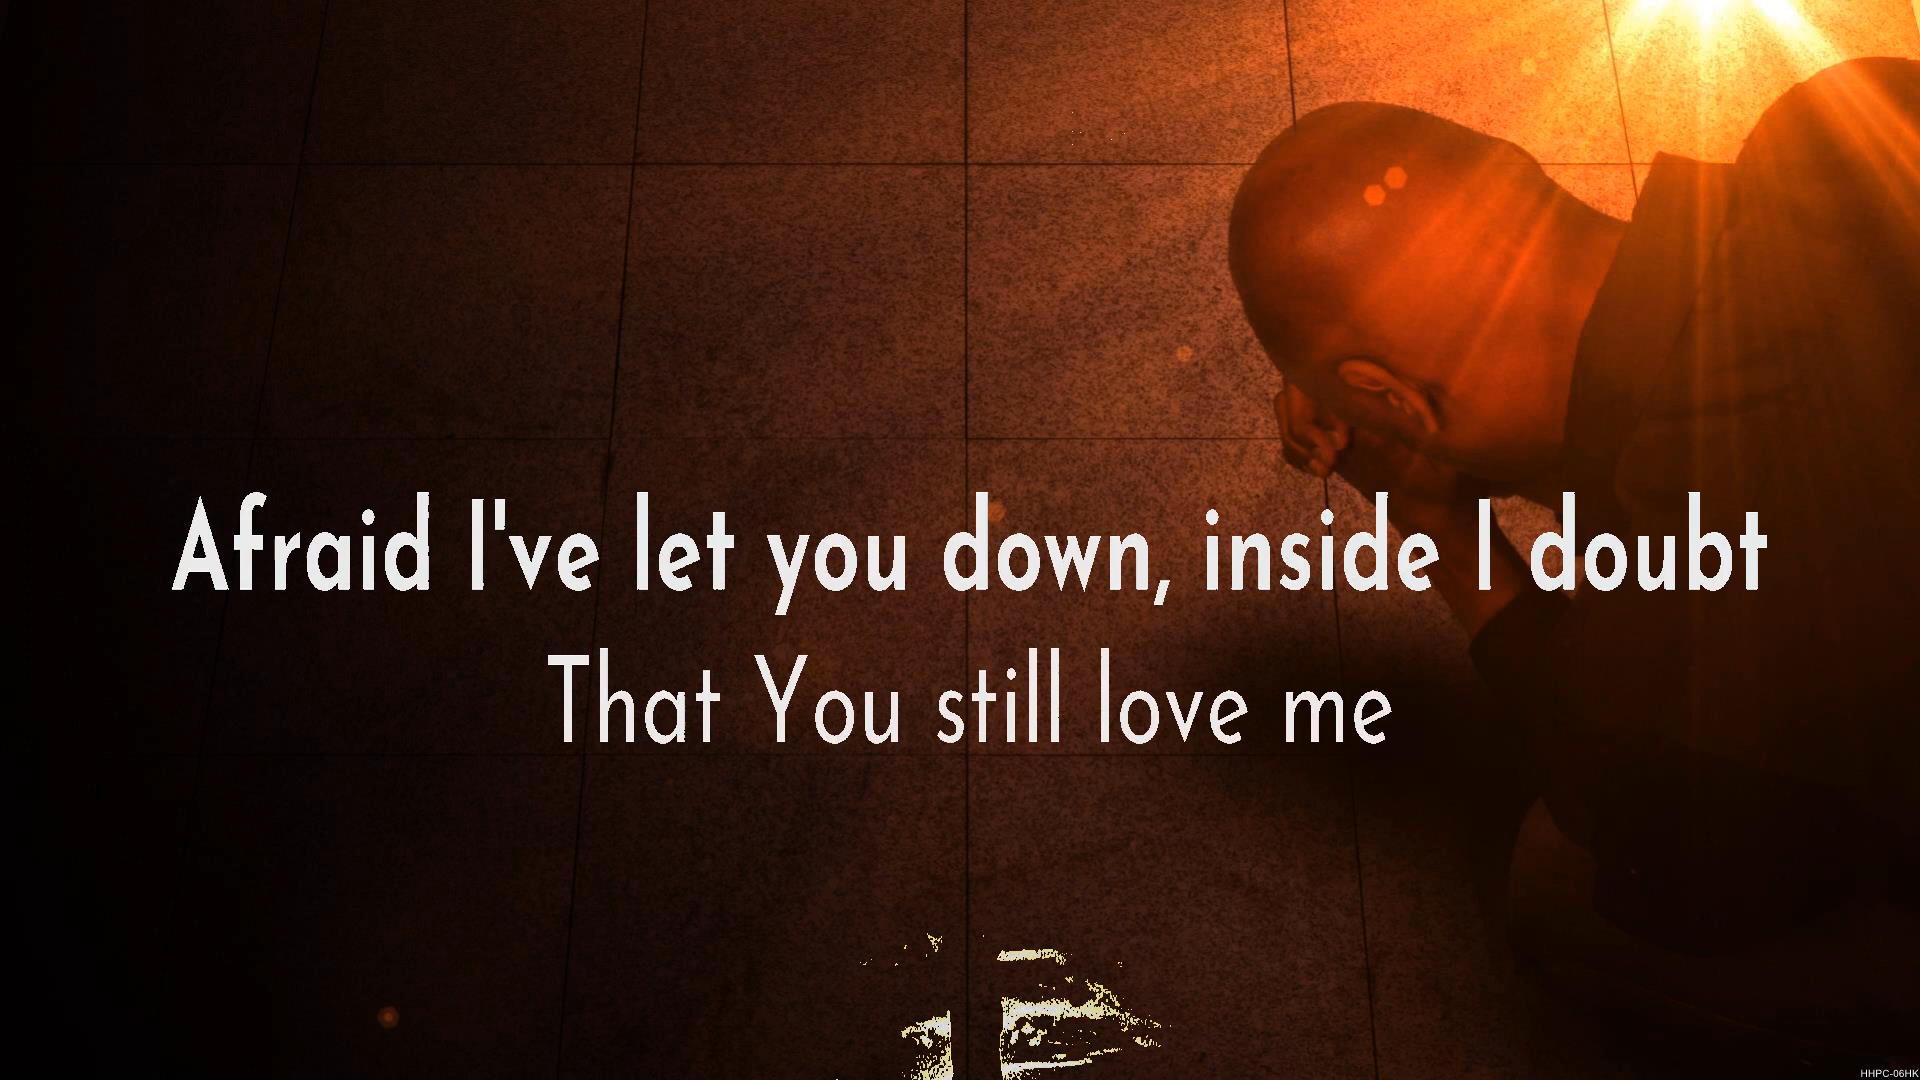 Afraid I've let you down, inside I doubt
That You still love me
HHPC-06HK